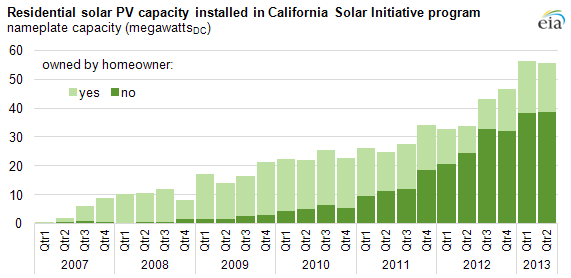 Residential solar PV capacity installed in California Solar Initiative program
nameplate capacity (megawattsDC)
eia
60
50
40
30
20
10
0
owned by homeowner:
yes no
Qtr1 Qtr2 Qtr3 Qtr4 Qtr1 Qtr2 Qtr3 Qtr4 Qtr1 Qtr2 Qtr3 Qtr4 Qtr1 Qtr2 Qtr3 Qtr4 Qtr1 Qtr2 Qtr3 Qtr4 Qtr1 Qtr2 Qtr3 Qtr4 Qtr1 Qtr2
2007 2008 2009 2010 2011 2012 2013